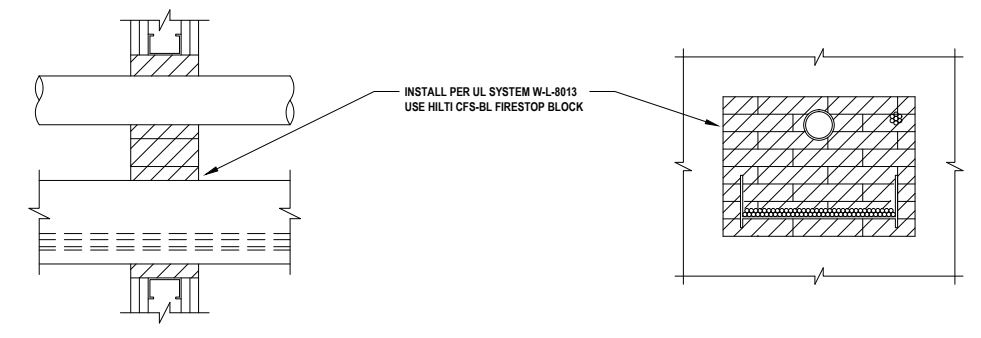 INSTALL PER UL SYSTEM W-L-8013
USE HILTI CFS-BL FIRESTOP BLOCK